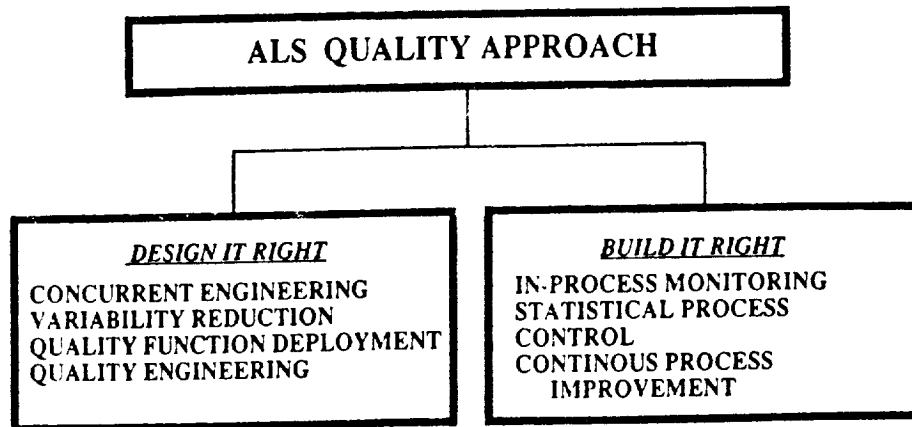 ALS QUALITY APPROACH
DESIGN IT RIGHT
CONCURRENT ENGINEERING
VARIABILITY REDUCTION
QUALITY FUNCTION DEPLOYMENT
QUALITY ENGINEERING
BUILD IT RIGHT
IN-PROCESS MONITORING
STATISTICAL PROCESS
CONTROL
CONTINOUS PROCESS
IMPROVEMENT